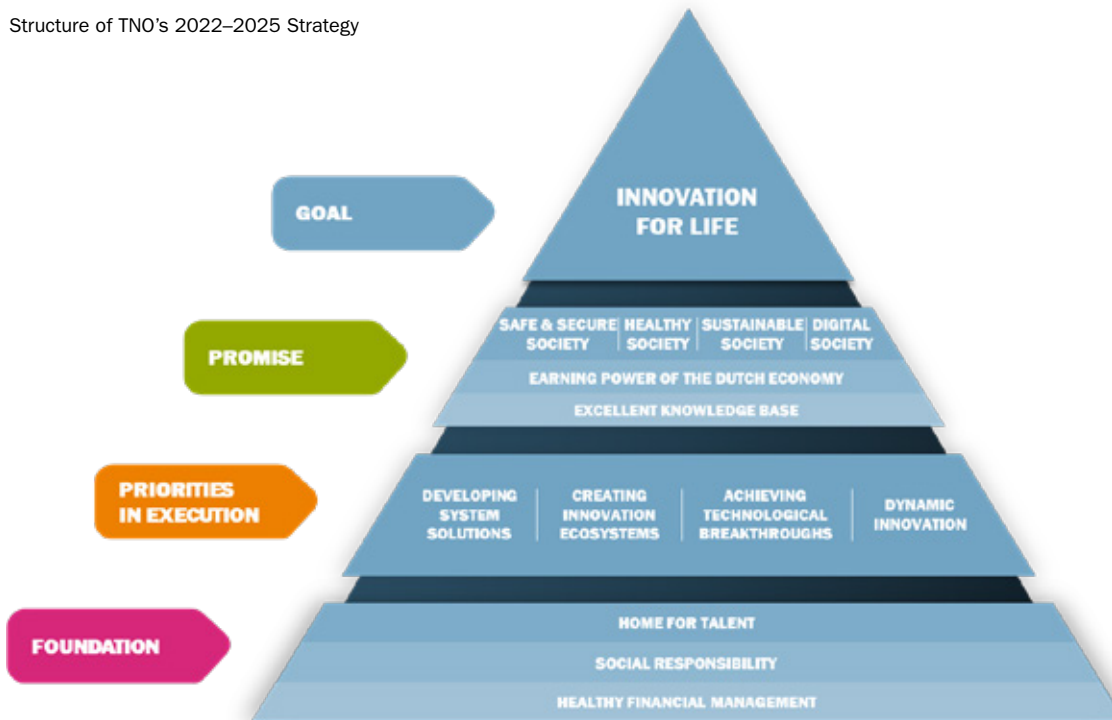 Structure of TNO's 2022–2025 Strategy
GOAL
INNOVATION
FOR LIFE
PROMISE
SAFE & SECURE
SOCIETY
HEALTHY
SOCIETY
SUSTAINABLE
SOCIETY
DIGITAL
SOCIETY
EARNING POWER OF THE DUTCH ECONOMY
EXCELLENT KNOWLEDGE BASE
PRIORITIES
IN EXECUTION
DEVELOPING
SYSTEM
SOLUTIONS
CREATING
INNOVATION
ECOSYSTEMS
ACHIEVING
TECHNOLOGICAL
BREAKTHROUGHS
DYNAMIC
INNOVATION
FOUNDATION
HOME FOR TALENT
SOCIAL RESPONSIBILITY
HEALTHY FINANCIAL MANAGEMENT